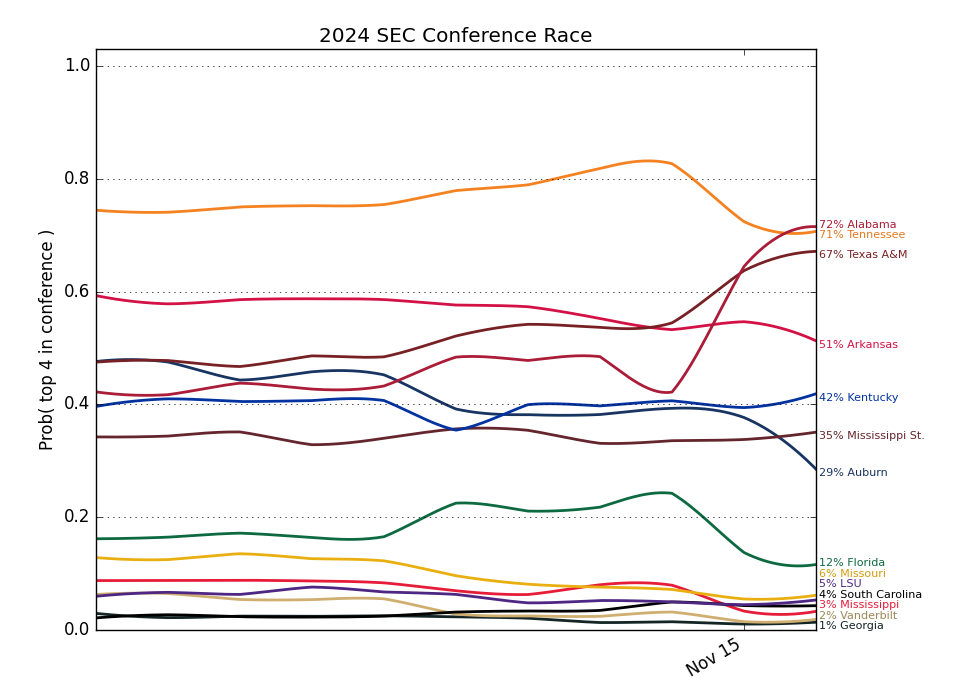 2024 SEC Conference Race
Prob( top 4 in conference )
1.0
0.8
0.6
0.4
0.2
0.0
Nov 15
72% Alabama
71% Tennessee
67% Texas A&M
51% Arkansas
42% Kentucky
35% Mississippi St.
29% Auburn
12% Florida
6% Missouri
5% LSU
4% South Carolina
3% Mississippi
2% Vanderbilt
1% Georgia